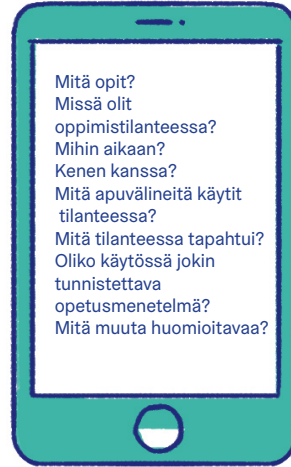 Mitä opit?
Missä olit
oppimistilanteessa?
Mihin aikaan?
Kenen kanssa?
Mitä apuvälineitä käytit
tilanteessa?
Mitä tilanteessa tapahtui?
Oliko käytössä jokin
tunnistettava
opetusmenetelmä?
Mitä muuta huomioitavaa?